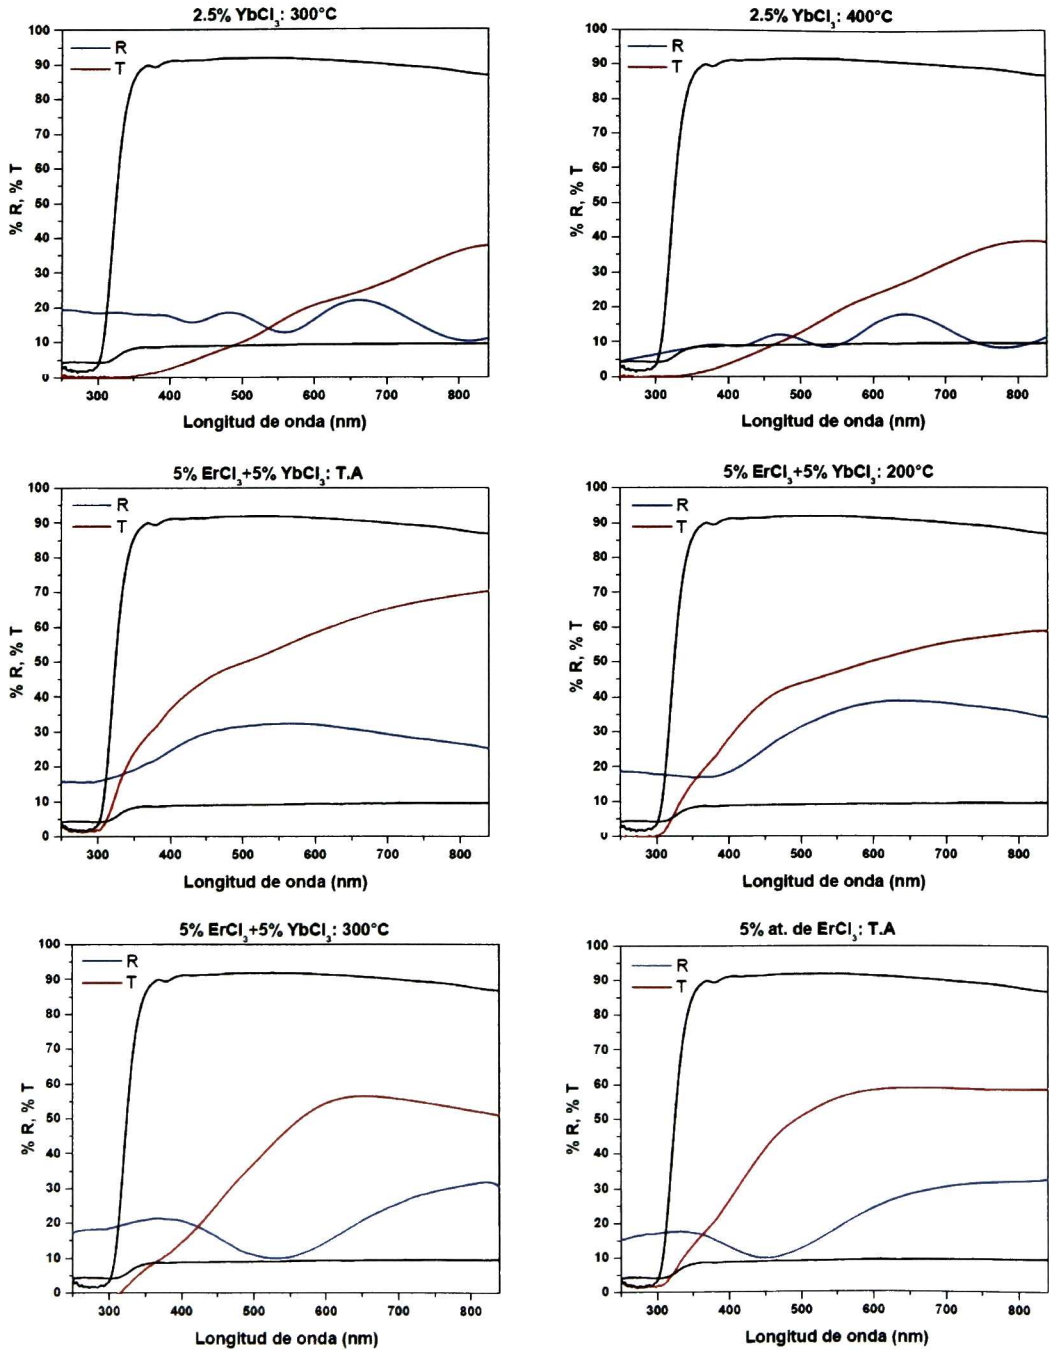 2.5% YbCl₃: 300°C
R
T
100
90
80
70
60
50
40
30
20
10
0
% R, % T
300 400 500 600 700 800
Longitud de onda (nm)
2.5% YbCl₃: 400°C
R
T
100
90
80
70
60
50
40
30
20
10
0
% R, % T
300 400 500 600 700 800
Longitud de onda (nm)
5% ErCl₃+5% YbCl₃: T.A
R
T
100
90
80
70
60
50
40
30
20
10
0
% R, % T
300 400 500 600 700 800
Longitud de onda (nm)
5% ErCl₃+5% YbCl₃: 200°C
R
T
100
90
80
70
60
50
40
30
20
10
0
% R, % T
300 400 500 600 700 800
Longitud de onda (nm)
5% ErCl₃+5% YbCl₃: 300°C
R
T
100
90
80
70
60
50
40
30
20
10
0
% R, % T
300 400 500 600 700 800
Longitud de onda (nm)
5% at. de ErCl₃: T.A
R
T
100
90
80
70
60
50
40
30
20
10
0
% R, % T
300 400 500 600 700 800
Longitud de onda (nm)